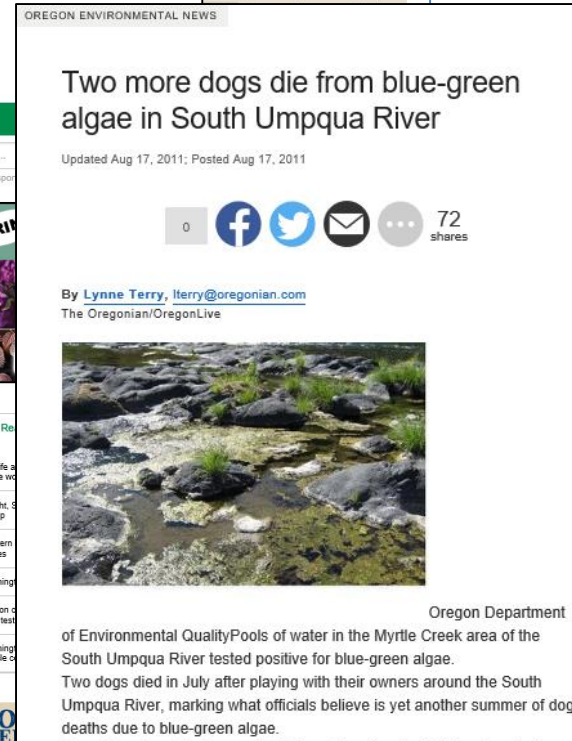 OREGON ENVIRONMENTAL NEWS
Two more dogs die from blue-green
algae in South Umpqua River
Updated Aug 17, 2011; Posted Aug 17, 2011
0
72
shares
By Lynne Terry, lterry@oregonian.com
The Oregonian/OregonLive
Oregon Department
of Environmental QualityPools of water in the Myrtle Creek area of the
South Umpqua River tested positive for blue-green algae.
Two dogs died in July after playing with their owners around the South
Umpqua River, marking what officials believe is yet another summer of dog
deaths due to blue-green algae.